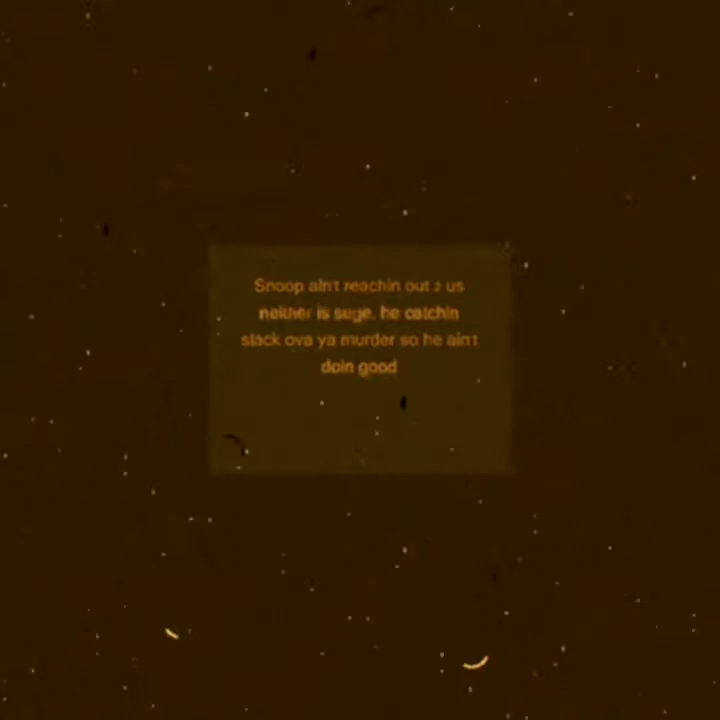 Snoop ain't reachin out 2 us
neither is suge. he catchin
slack ova ya murder so he ain't
doin good